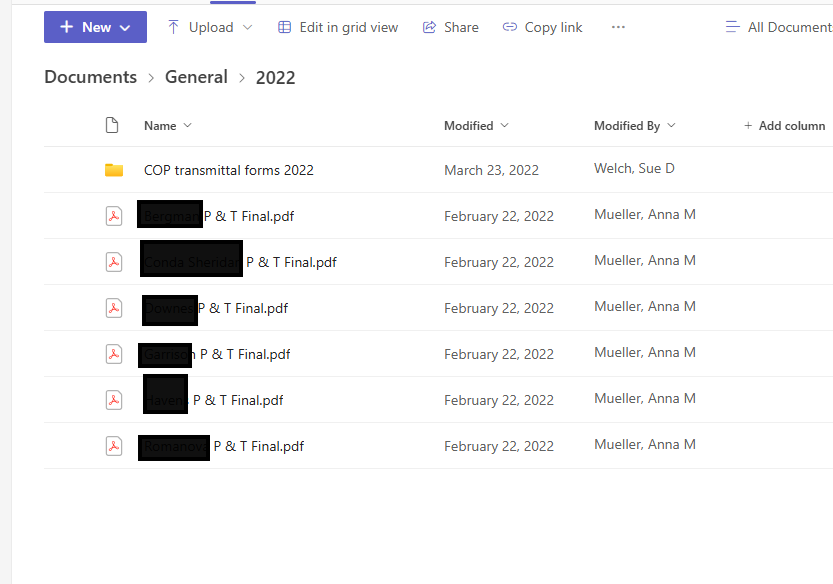 + New
Upload
Edit in grid view
Share
Copy link
...
All Document
Documents > General > 2022
Name Modified Modified By + Add column
COP transmittal forms 2022 March 23, 2022 Welch, Sue D
P & T Final.pdf February 22, 2022 Mueller, Anna M
P & T Final.pdf February 22, 2022 Mueller, Anna M
P & T Final.pdf February 22, 2022 Mueller, Anna M
P & T Final.pdf February 22, 2022 Mueller, Anna M
P & T Final.pdf February 22, 2022 Mueller, Anna M
P & T Final.pdf February 22, 2022 Mueller, Anna M